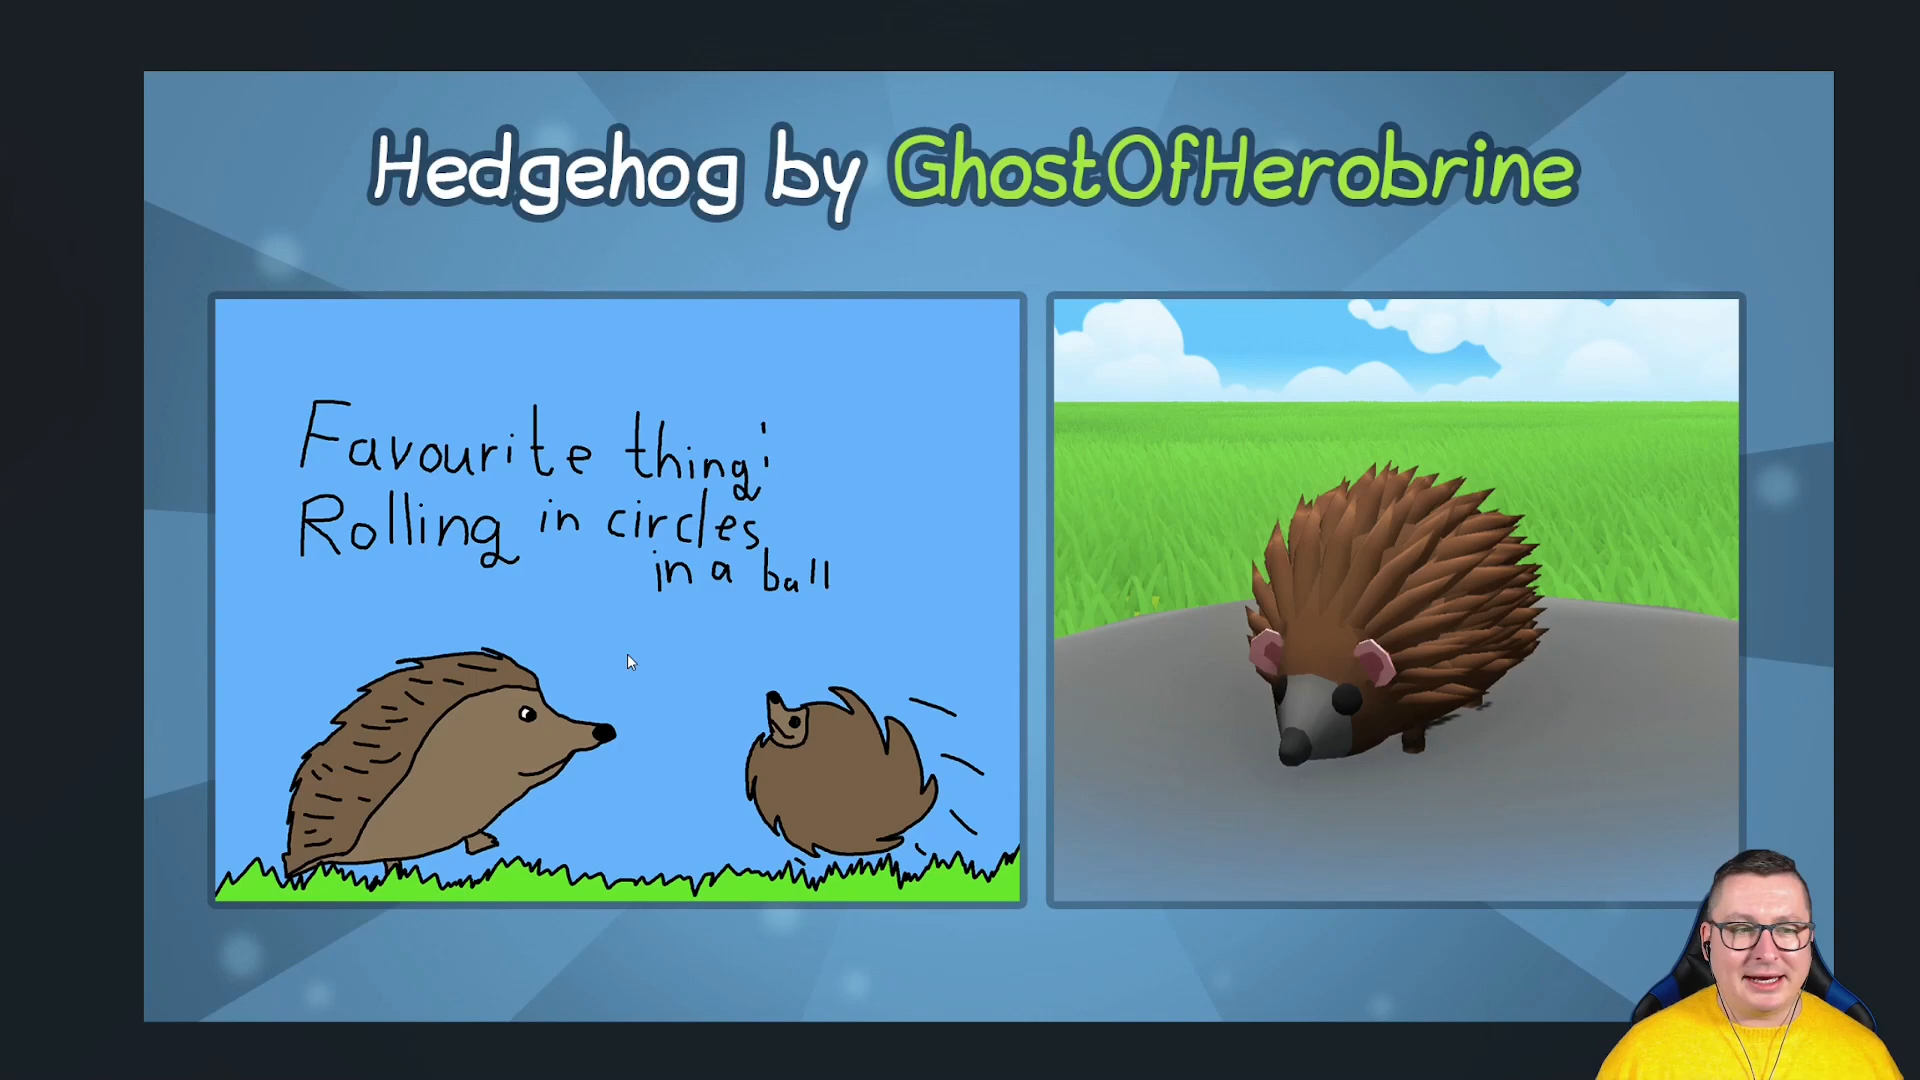 Hedgehog by GhostOfHerobrine
Favourite thing:
Rolling in circles
in a ball